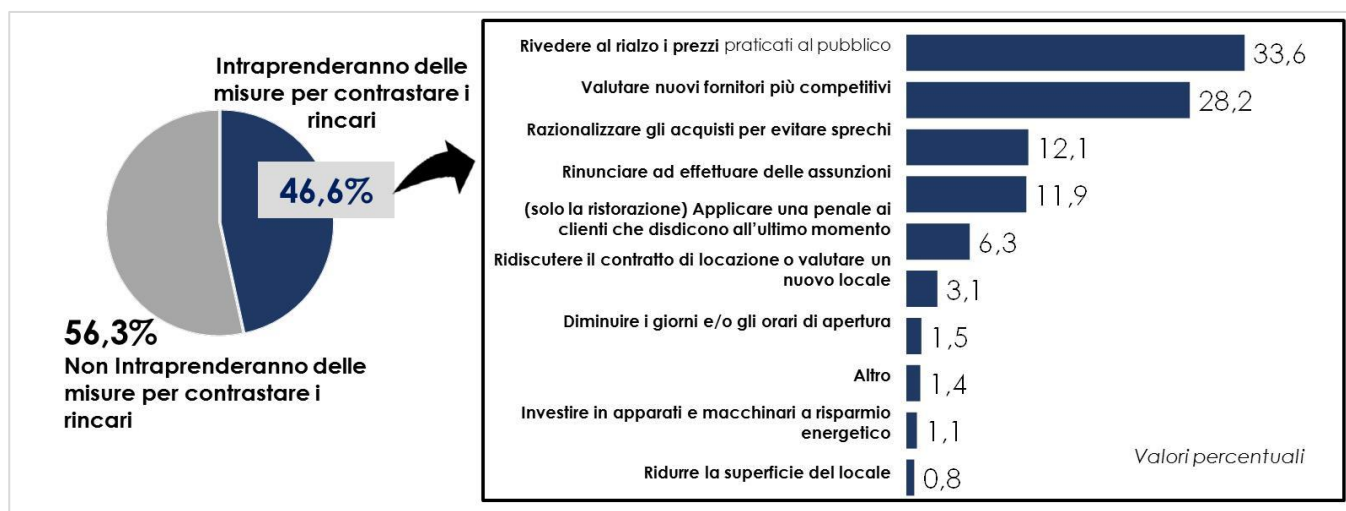 Intraprenderanno delle
misure per contrastare i
rincari
46,6%
56,3%
Non Intraprenderanno delle
misure per contrastare i
rincari
Rivedere al rialzo i prezzi praticati al pubblico
33,6
Valutare nuovi fornitori più competitivi
28,2
Razionalizzare gli acquisti per evitare sprechi
12,1
Rinunciare ad effettuare delle assunzioni
11,9
(solo la ristorazione) Applicare una penale ai
clienti che disdicono all’ultimo momento
6,3
Ridiscutere il contratto di locazione o valutare un
nuovo locale
3,1
Diminuire i giorni e/o gli orari di apertura
1,5
Altro
1,4
Investire in apparati e macchinari a risparmio
energetico
1,1
Ridurre la superficie del locale
0,8
Valori percentuali